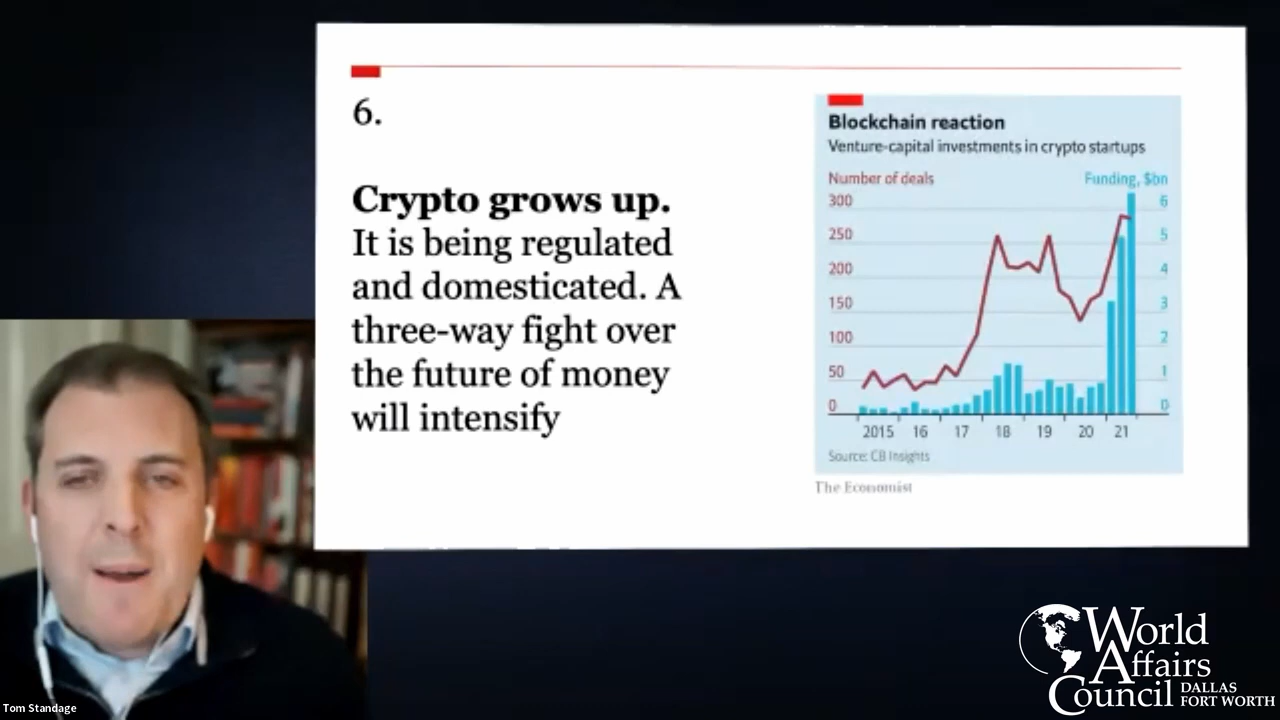 6.
Crypto grows up.
It is being regulated
and domesticated. A
three-way fight over
the future of money
will intensify
Blockchain reaction
Venture-capital investments in crypto startups
Number of deals
Funding, $bn
300
250
200
150
100
50
0
6
5
4
3
2
1
0
2015 16 17 18 19 20 21
Source: CB Insights
The Economist
Tom Standage
World
Affairs
Council DALLAS
FORT WORTH